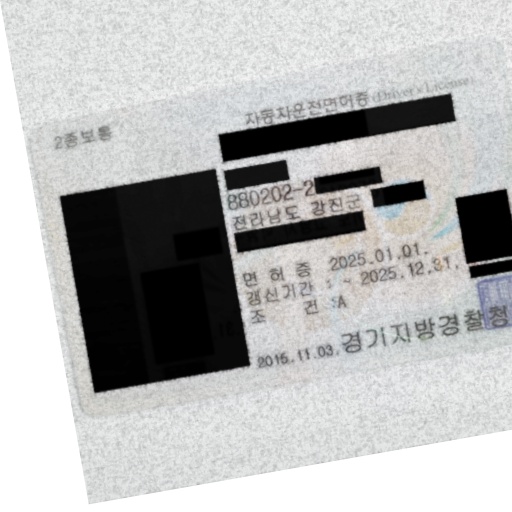 2종보통
자동차운전면허증 (Driver's License)
880202-2
전라남도 강진군
면 허 증 2025.01.01.
갱신기간 : ~ 2025.12.31.
조 건 :A
2015.11.03. 경기지방경찰청